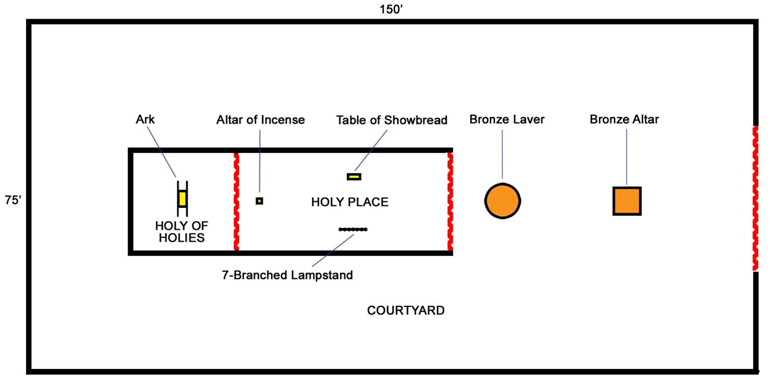 150'
Ark
Altar of Incense
Table of Showbread
Bronze Laver
Bronze Altar
75'
HOLY PLACE
HOLY OF
HOLIES
7-Branched Lampstand
COURTYARD